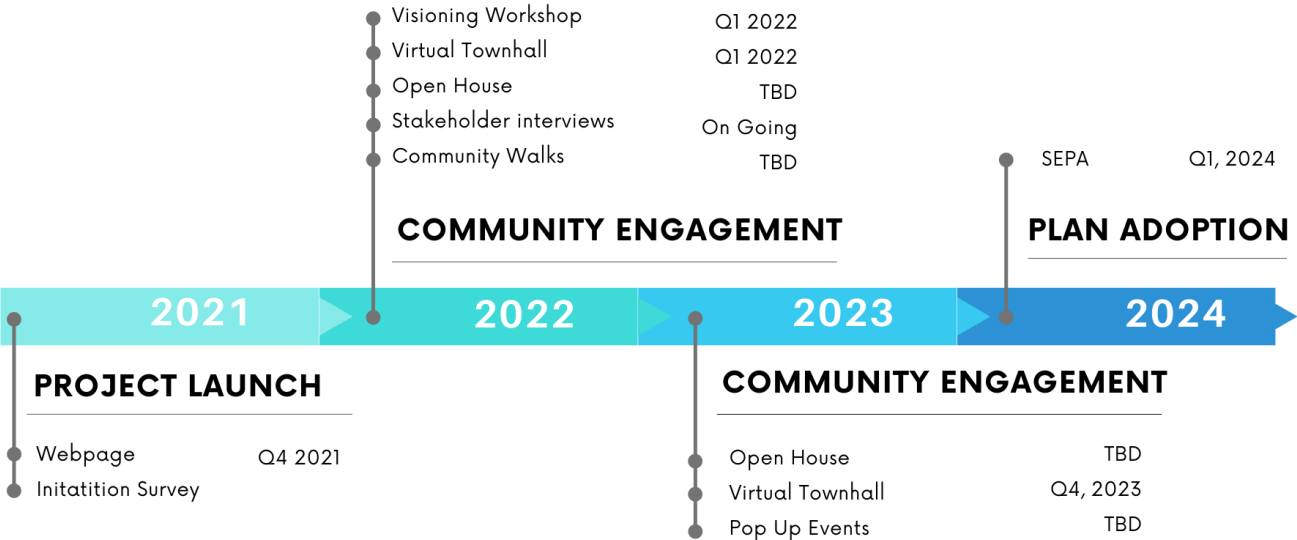 Visioning Workshop Q1 2022
Virtual Townhall Q1 2022
Open House TBD
Stakeholder interviews On Going
Community Walks TBD
SEPA Q1, 2024
COMMUNITY ENGAGEMENT
PLAN ADOPTION
2021 2022 2023 2024
PROJECT LAUNCH
COMMUNITY ENGAGEMENT
Webpage Q4 2021
Initatition Survey
Open House TBD
Virtual Townhall Q4, 2023
Pop Up Events TBD